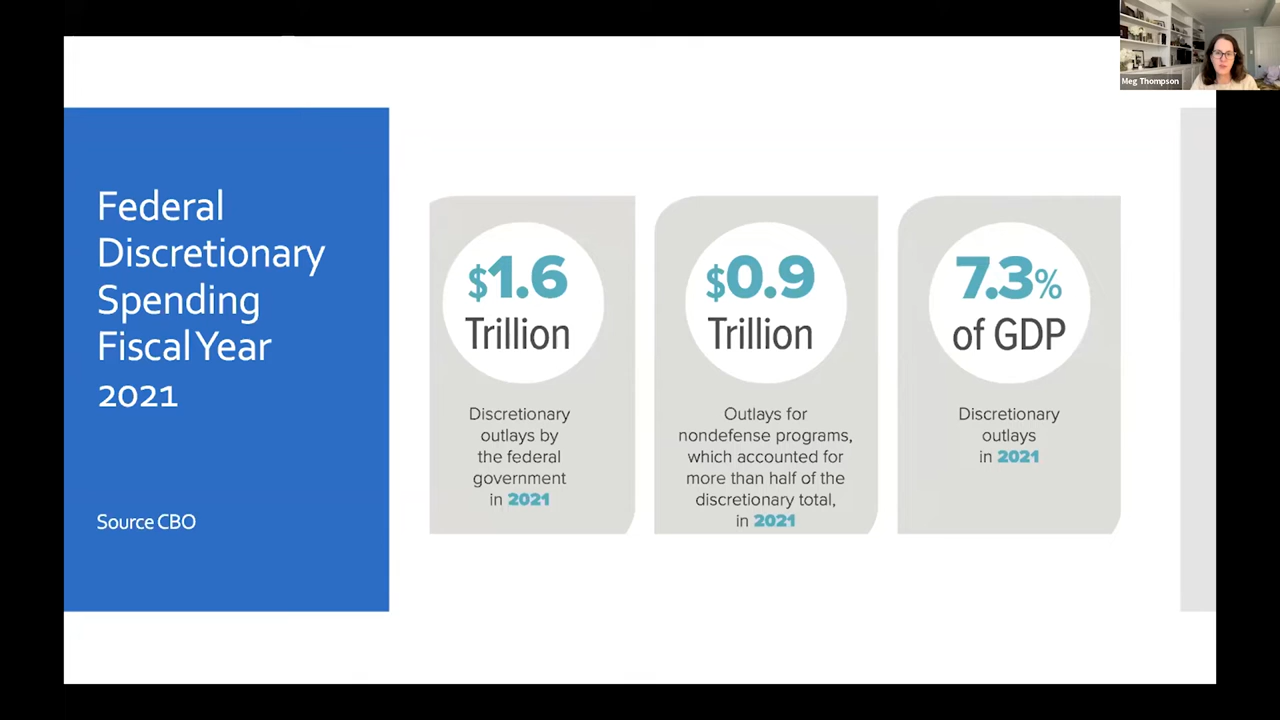 Meg Thompson
Federal
Discretionary
Spending
Fiscal Year
2021
Source CBO
$1.6
Trillion
Discretionary
outlays by
the federal
government
in 2021
$0.9
Trillion
Outlays for
nondefense programs,
which accounted for
more than half of the
discretionary total,
in 2021
7.3%
of GDP
Discretionary
outlays
in 2021